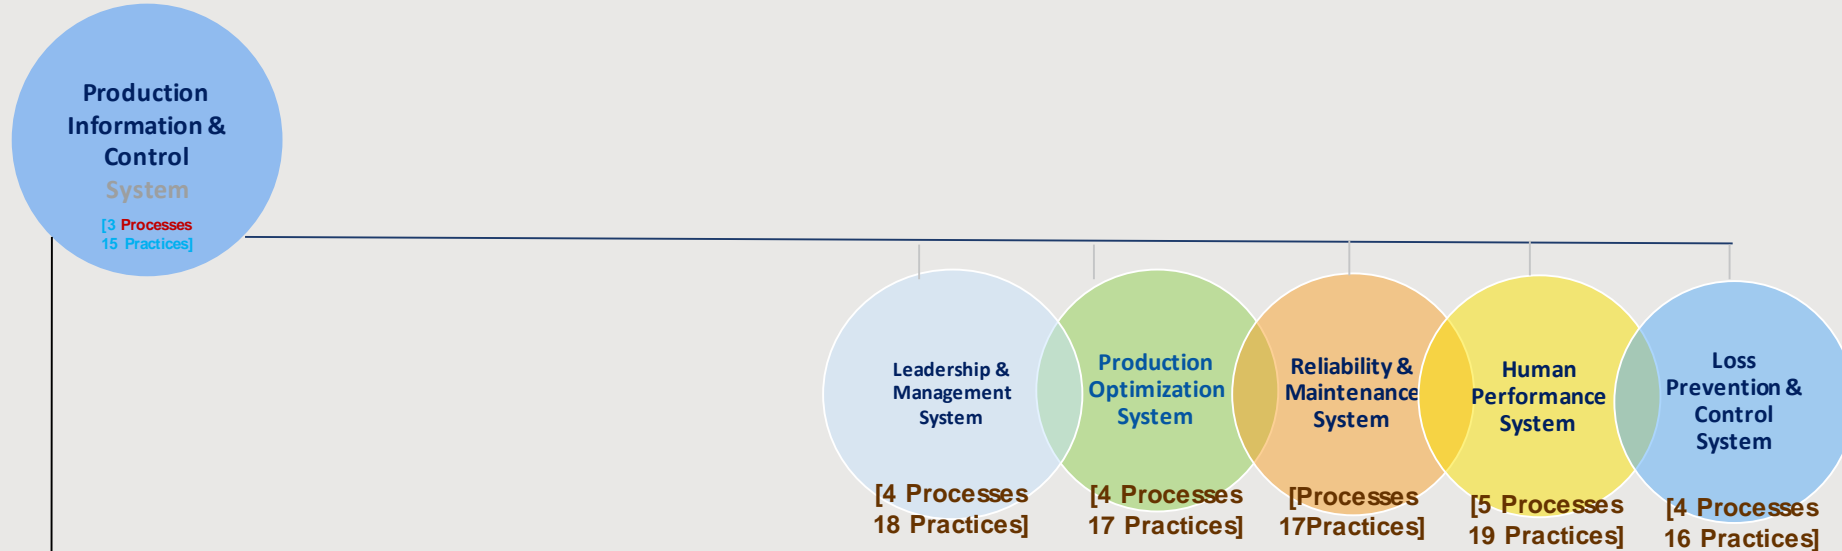 Production
Information &
Control
System
[3 Processes
15 Practices]
Leadership &
Management
System
[4 Processes
18 Practices]
Production
Optimization
System
[4 Processes
17 Practices]
Reliability &
Maintenance
System
[Processes
17Practices]
Human
Performance
System
[5 Processes
19 Practices]
Loss
Prevention &
Control
System
[4 Processes
16 Practices]